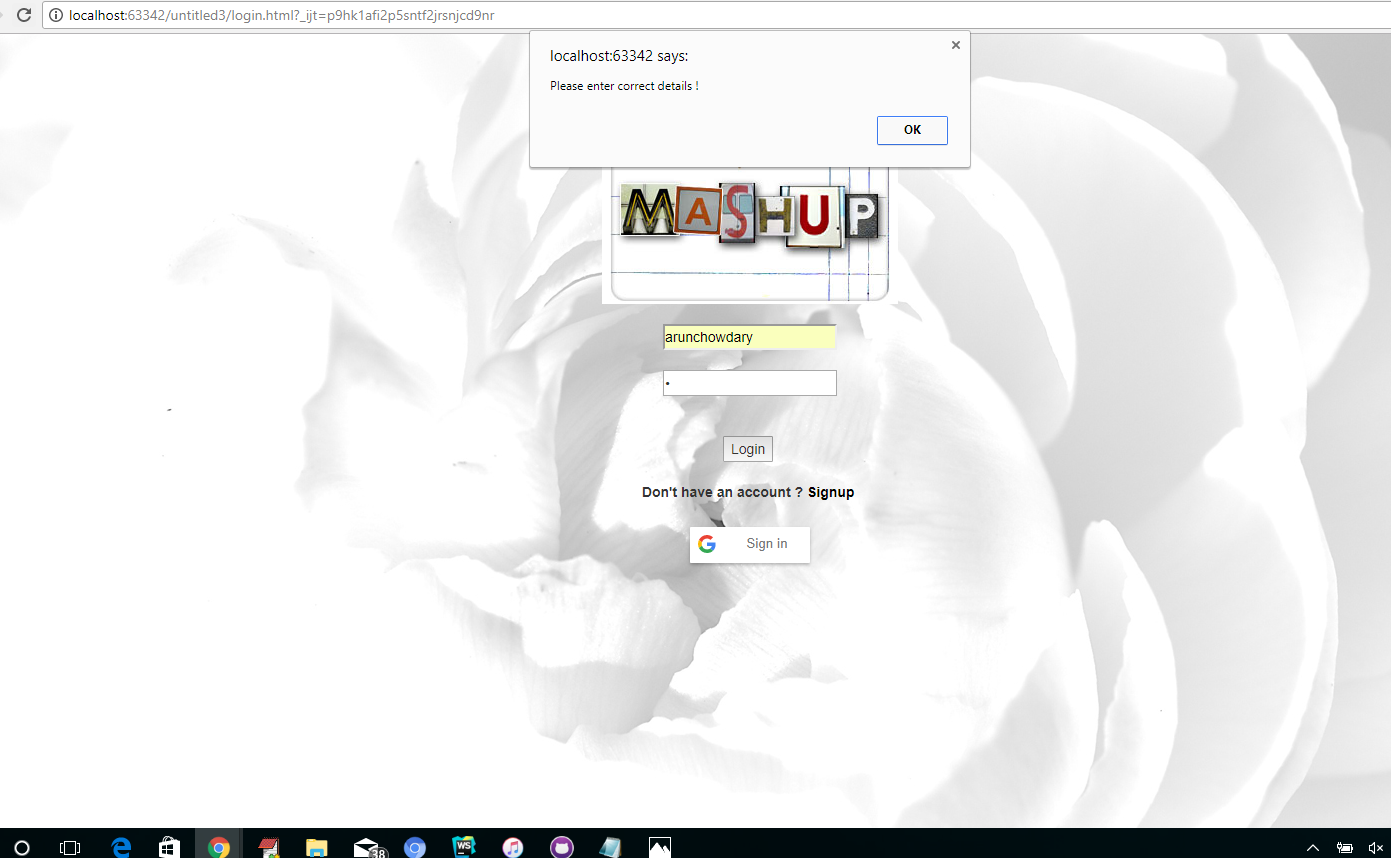 localhost:63342/untitled3/login.html?_ijt=p9hk1afi2p5sntf2jrsnjcd9nr
localhost:63342 says:
Please enter correct details !
OK
MASHUP
arunchowdary
Login
Don't have an account ? Signup
Sign in
38
WS